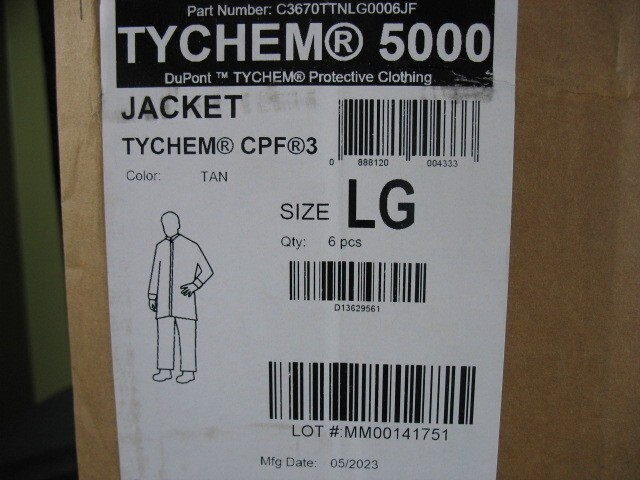 Part Number: C3670TTNLG0006JF
TYCHEM® 5000
DuPont ™ TYCHEM® Protective Clothing
JACKET
TYCHEM® CPF®3
0 888120 004333
Color: TAN
SIZE LG
Qty: 6 pcs
D13629561
LOT #:MM00141751
Mfg Date: 05/2023